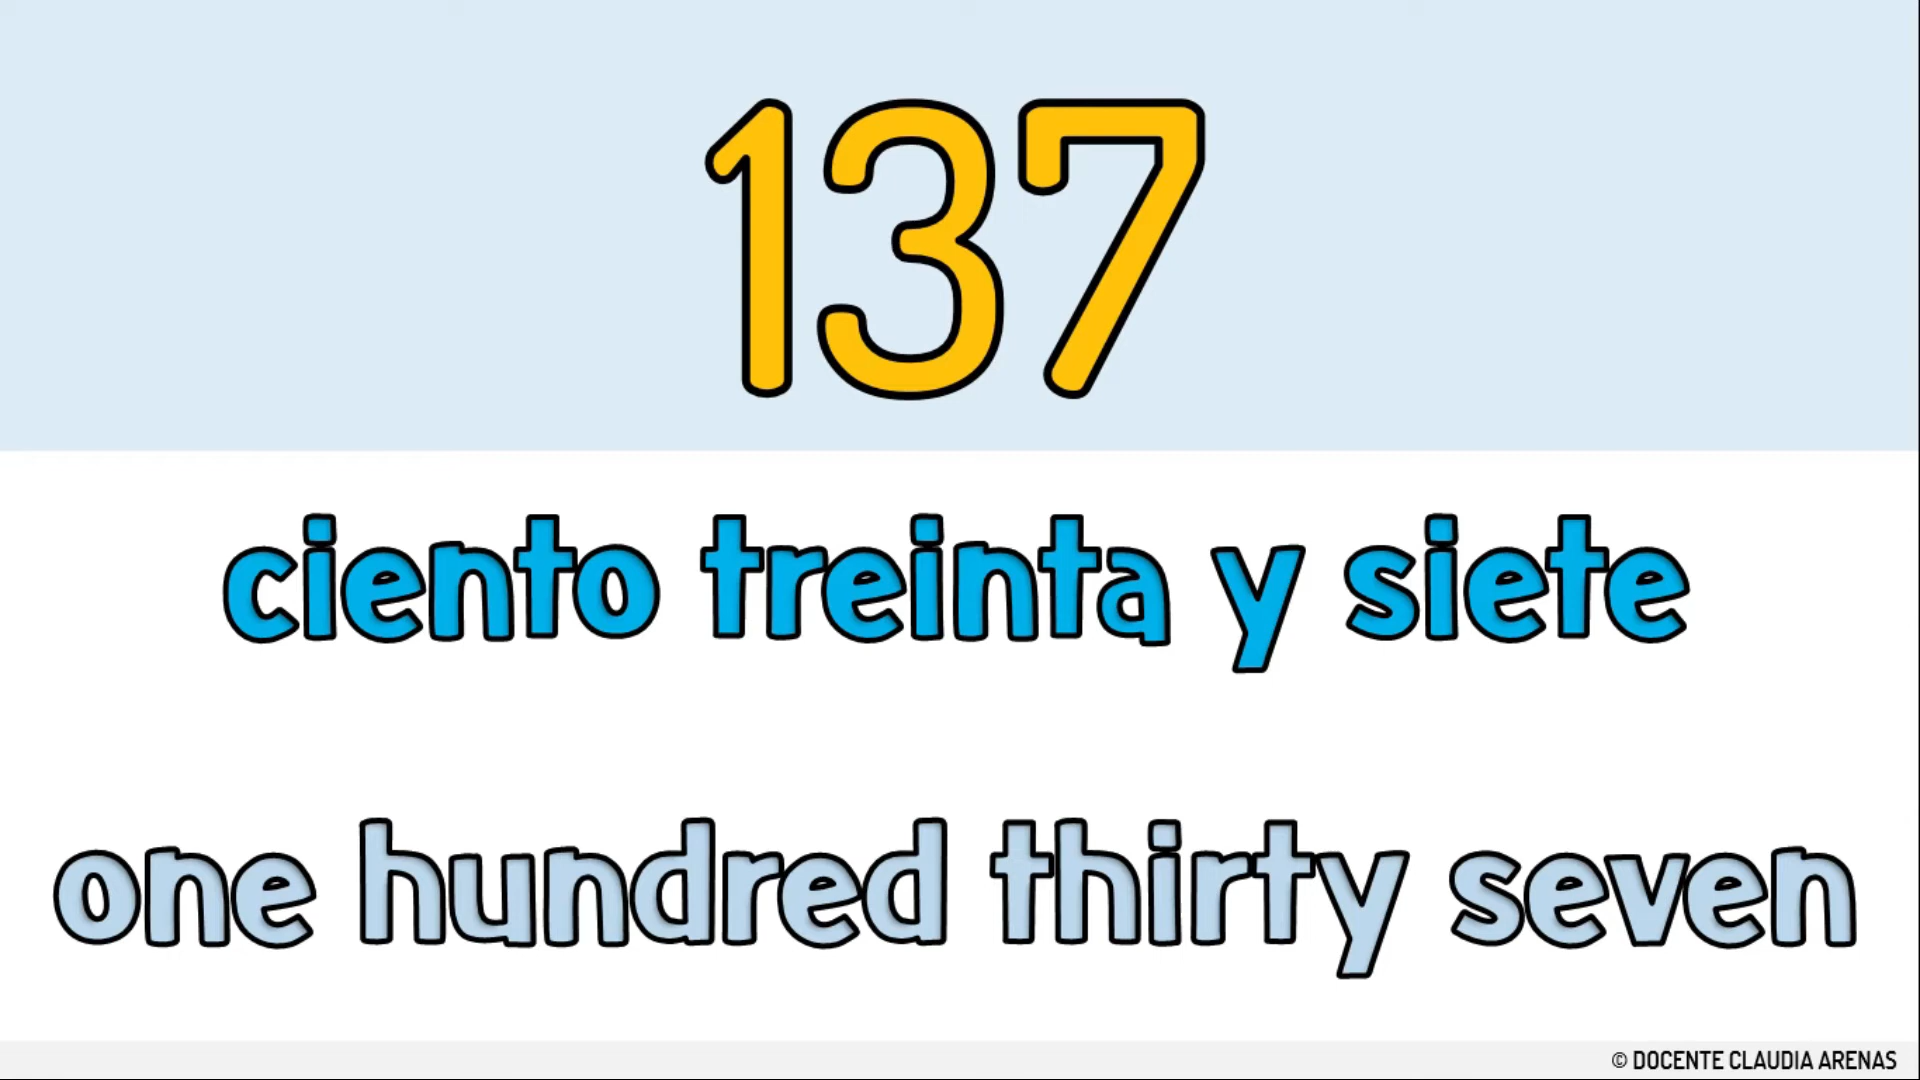 137
ciento treinta y siete
one hundred thirty seven
© DOCENTE CLAUDIA ARENAS